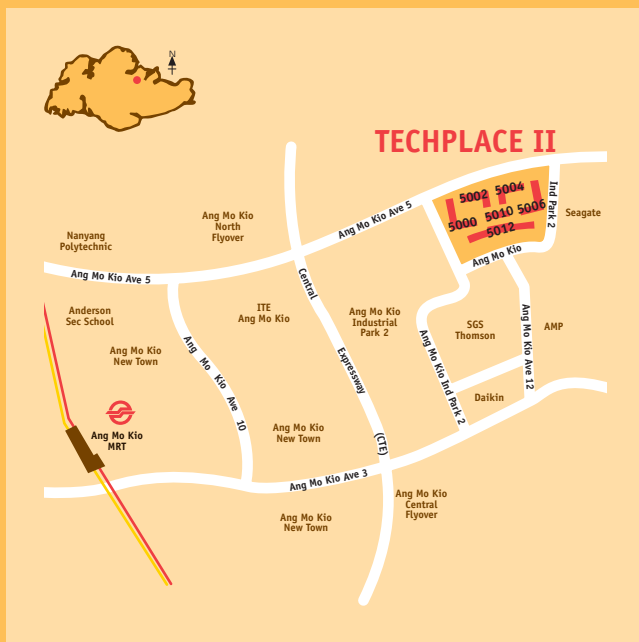 N
TECHPLACE II
5002 5004
5000 5010 5006
5012
Ind Park 2
Seagate
Ang Mo Kio
Ang Mo Kio Ave 5
Ang Mo Kio
North
Flyover
Nanyang
Polytechnic
Ang Mo Kio Ave 5
Central
Expressway
(CTE)
Anderson
Sec School
ITE
Ang Mo Kio
Ang Mo Kio
Industrial
Park 2
SGS
Thomson
AMP
Ang Mo Kio
New Town
Ang Mo Kio Ave 10
Ang Mo Kio Ind Park 2
Ang Mo Kio Ave 12
Daikin
Ang Mo Kio
MRT
Ang Mo Kio
New Town
Ang Mo Kio Ave 3
Ang Mo Kio
Central
Flyover
Ang Mo Kio
New Town